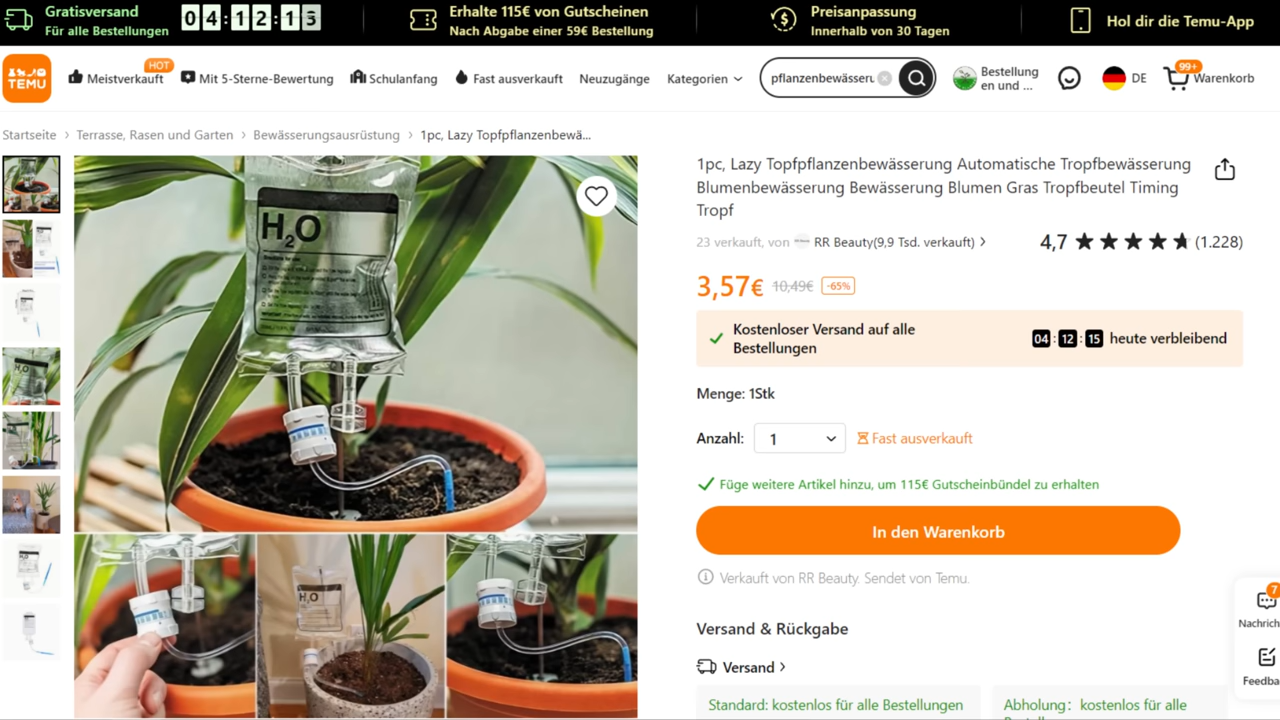 Gratisversand
Für alle Bestellungen
04:12:13
Erhalte 115€ von Gutscheinen
Nach Abgabe einer 59€ Bestellung
Preisanpassung
Innerhalb von 30 Tagen
Hol dir die Temu-App
TEMU
Meistverkauft
HOT
Mit 5-Sterne-Bewertung
Schulanfang
Fast ausverkauft
Neuzugänge
Kategorien
pflanzenbewässeru
Bestellung
en und ...
DE
99+
Warenkorb
Startseite > Terrasse, Rasen und Garten > Bewässerungsausrüstung > 1pc, Lazy Topfpflanzenbewä...
H2O
H2O
1pc, Lazy Topfpflanzenbewässerung Automatische Tropfbewässerung
Blumenbewässerung Bewässerung Blumen Gras Tropfbeutel Timing
Tropf
23 verkauft, von RR Beauty(9,9 Tsd. verkauft) >
4,7 (1.228)
3,57€ 10,49€ -65%
Kostenloser Versand auf alle
Bestellungen
04:12:15 heute verbleibend
Menge: 1Stk
Anzahl: 1 Fast ausverkauft
Füge weitere Artikel hinzu, um 115€ Gutscheinbündel zu erhalten
In den Warenkorb
Verkauft von RR Beauty. Sendet von Temu.
Versand & Rückgabe
Versand >
Standard: kostenlos für alle Bestellungen
Abholung: kostenlos für alle
7
Nachrich
Feedba